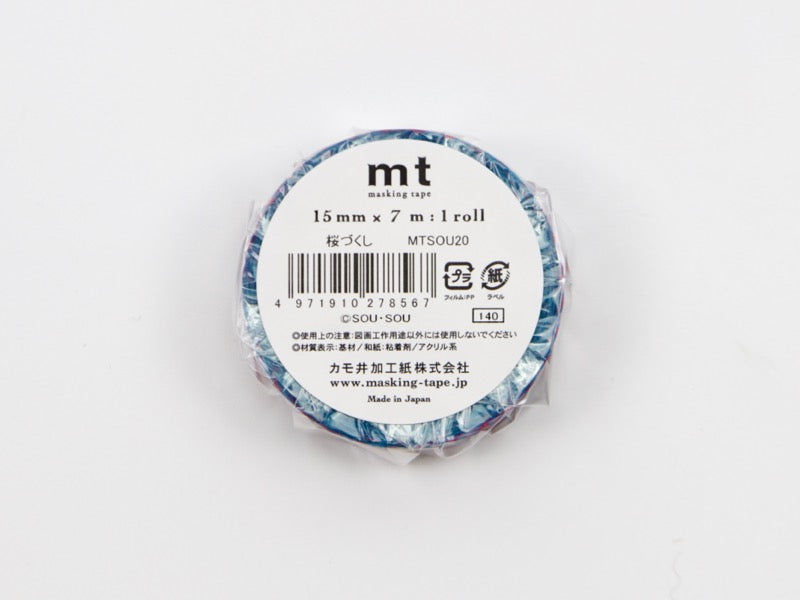 mt
masking tape
15mm × 7 m : 1 roll
桜づくし MTSOU20
4 971910 278567
プラ 紙
フィルム:PP ラベル
©SOU・SOU 140
◎使用上の注意:図画工作用途以外には使用しないでください
◎材質表示:基材/和紙:粘着剤/アクリル系
カモ井加工紙株式会社
www.masking-tape.jp
Made in Japan